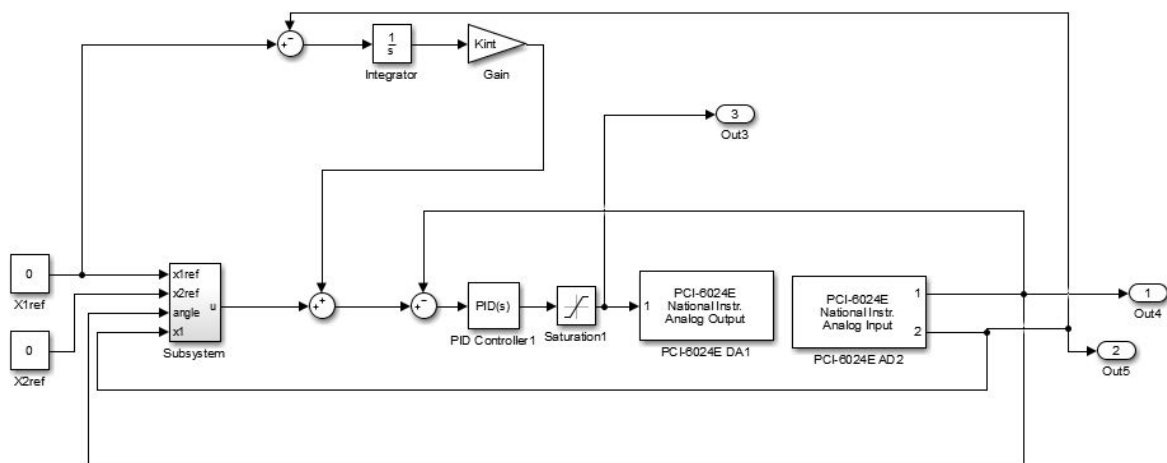 1
s
Integrator
Kint
Gain
3
Out3
0
X1ref
0
X2ref
x1ref
x2ref
angle
x1
u
Subsystem
PID(s)
PID Controller1
Saturation1
1
PCI-6024E
National Instr.
Analog Output
PCI-6024E DA1
PCI-6024E
National Instr.
Analog Input
1
2
PCI-6024E AD2
1
Out4
2
Out5